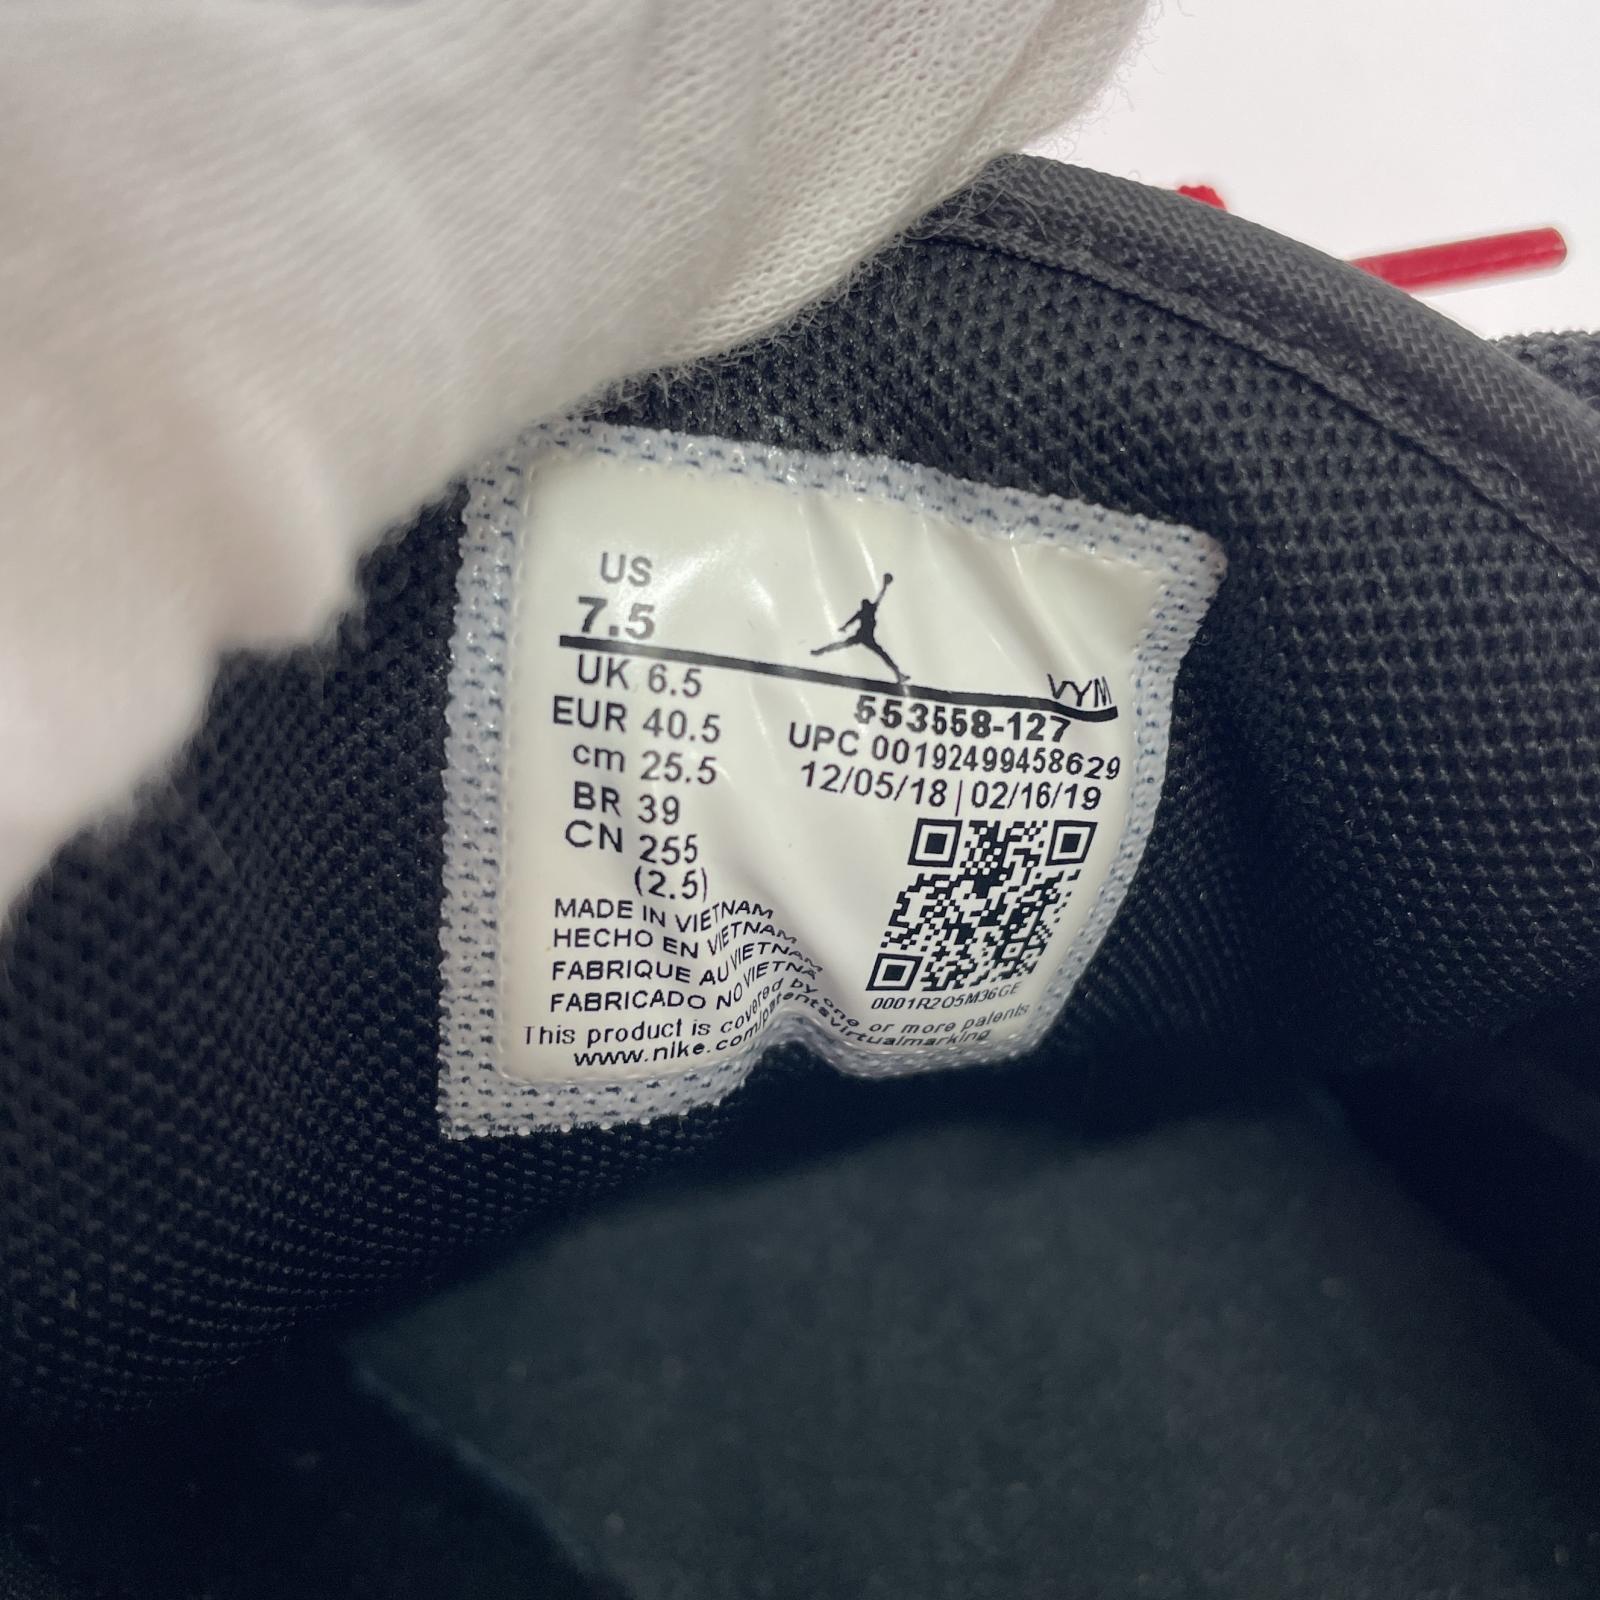 US
7.5
UK 6.5
EUR 40.5
cm 25.5
BR 39
CN 255
(2.5)
VYM
553558-127
UPC 00192499458629
12/05/18 | 02/16/19
MADE IN VIETNAM
HECHO EN VIETNAM
FABRIQUE AU VIETNAM
FABRICADO NO VIETNA
0001R2O5M36GE
This product is covered by one or more patents
www.nike.com/patentsvirtualmarking